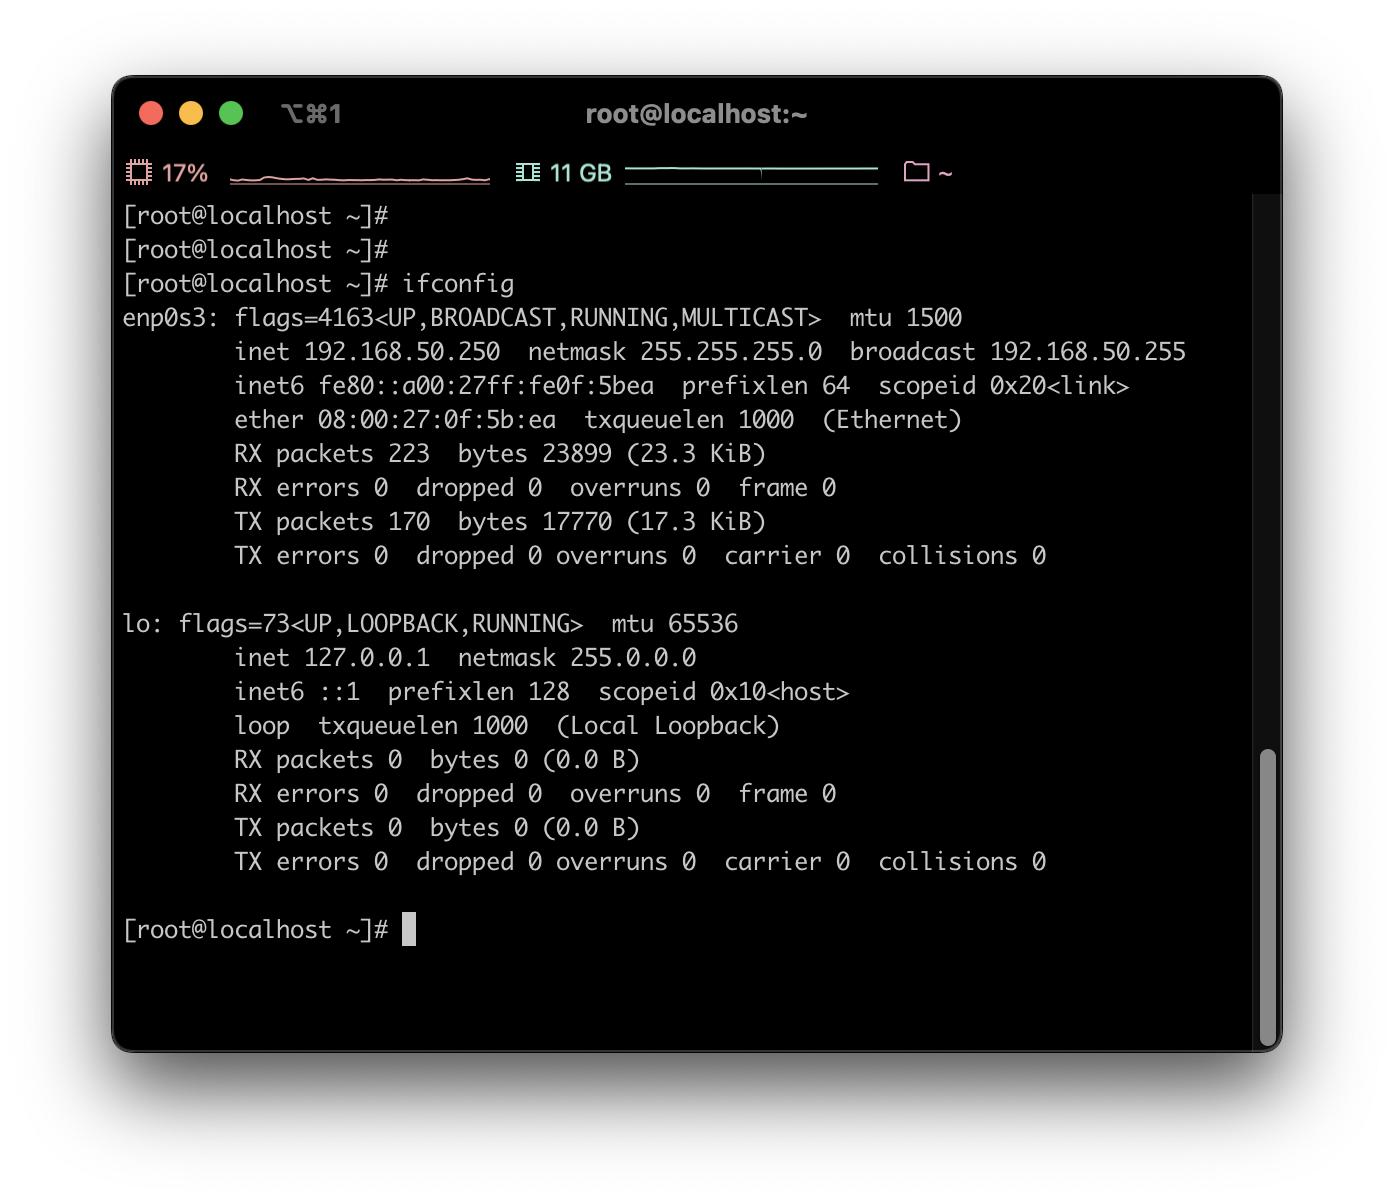 ⌥⌘1 root@localhost:~
17% 11 GB ~
[root@localhost ~]#
[root@localhost ~]#
[root@localhost ~]# ifconfig
enp0s3: flags=4163<UP,BROADCAST,RUNNING,MULTICAST>  mtu 1500
        inet 192.168.50.250  netmask 255.255.255.0  broadcast 192.168.50.255
        inet6 fe80::a00:27ff:fe0f:5bea  prefixlen 64  scopeid 0x20<link>
        ether 08:00:27:0f:5b:ea  txqueuelen 1000  (Ethernet)
        RX packets 223  bytes 23899 (23.3 KiB)
        RX errors 0  dropped 0  overruns 0  frame 0
        TX packets 170  bytes 17770 (17.3 KiB)
        TX errors 0  dropped 0 overruns 0  carrier 0  collisions 0
lo: flags=73<UP,LOOPBACK,RUNNING>  mtu 65536
        inet 127.0.0.1  netmask 255.0.0.0
        inet6 ::1  prefixlen 128  scopeid 0x10<host>
        loop  txqueuelen 1000  (Local Loopback)
        RX packets 0  bytes 0 (0.0 B)
        RX errors 0  dropped 0  overruns 0  frame 0
        TX packets 0  bytes 0 (0.0 B)
        TX errors 0  dropped 0 overruns 0  carrier 0  collisions 0
[root@localhost ~]#